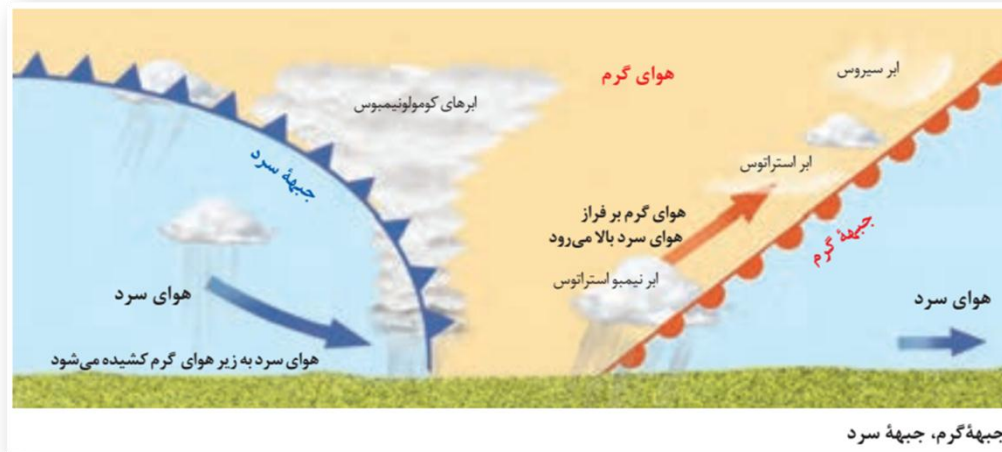 هوای گرم
ابر سیروس
ابرهای کومولونیمبوس
جبههٔ سرد
ابر استراتوس
هوای گرم بر فراز
هوای سرد بالا می‌رود
جبههٔ گرم
ابر نیمبو استراتوس
هوای سرد
هوای سرد
هوای سرد به زیر هوای گرم کشیده می‌شود
جبههٔ گرم، جبههٔ سرد